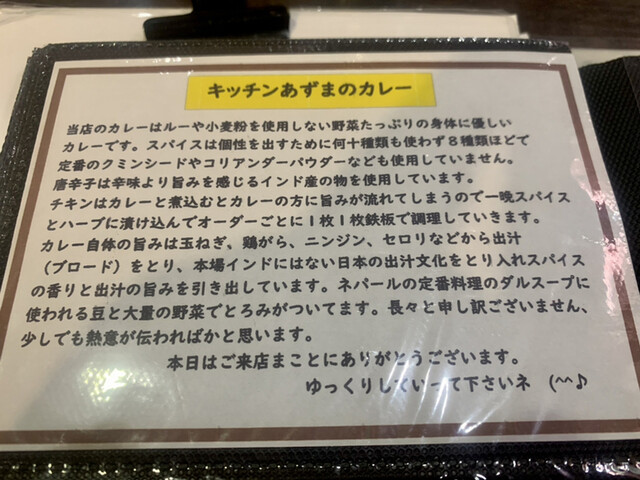 キッチンあずまのカレー
当店のカレーはルーや小麦粉を使用しない野菜たっぷりの身体に優しい
カレーです。スパイスは個性を出すために何十種類も使わず８種類ほどで
定番のクミンシードやコリアンダーパウダーなども使用していません。
唐辛子は辛味より旨みを感じるインド産の物を使用しています。
チキンはカレーと煮込むとカレーの方に旨みが流れてしまうので一晩スパイス
とハーブに漬け込んでオーダーごとに１枚１枚鉄板で調理していきます。
カレー自体の旨みは玉ねぎ、鶏がら、ニンジン、セロリなどから出汁
（ブロード）をとり、本場インドにはない日本の出汁文化をとり入れスパイス
の香りと出汁の旨みを引き出しています。ネパールの定番料理のダルスープに
使われる豆と大量の野菜でとろみがついてます。長々と申し訳ございません、
少しでも熱意が伝わればかと思います。
本日はご来店まことにありがとうございます。
ゆっくりしていって下さいネ　(^^♪